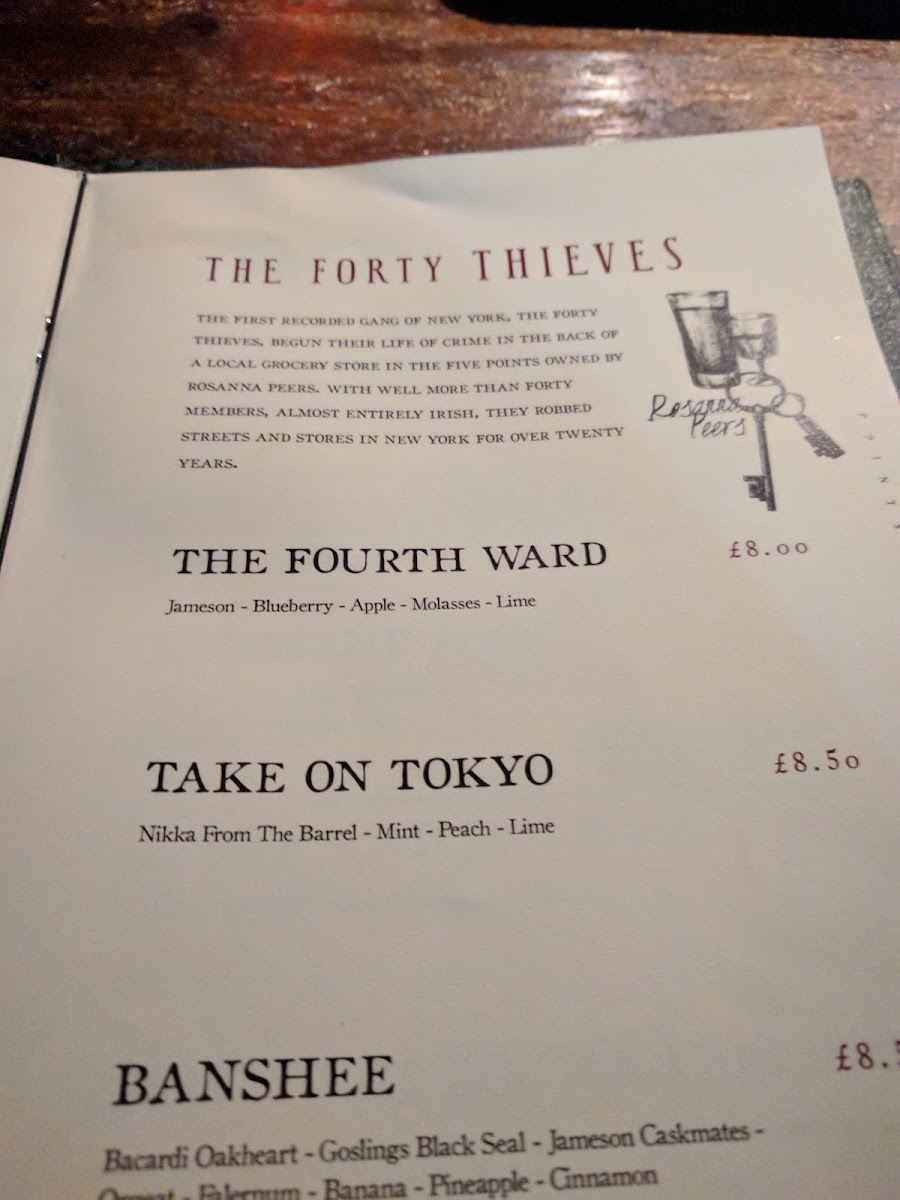 THE FORTY THIEVES
THE FIRST RECORDED GANG OF NEW YORK, THE FORTY
THIEVES, BEGUN THEIR LIFE OF CRIME IN THE BACK OF
A LOCAL GROCERY STORE IN THE FIVE POINTS OWNED BY
ROSANNA PEERS. WITH WELL MORE THAN FORTY
MEMBERS, ALMOST ENTIRELY IRISH, THEY ROBBED
STREETS AND STORES IN NEW YORK FOR OVER TWENTY
YEARS.
Rosanna
Peers
THE FOURTH WARD £8.00
Jameson - Blueberry - Apple - Molasses - Lime
TAKE ON TOKYO £8.50
Nikka From The Barrel - Mint - Peach - Lime
BANSHEE £8.5
Bacardi Oakheart - Goslings Black Seal - Jameson Caskmates -
Orgeat - Falernum - Banana - Pineapple - Cinnamon